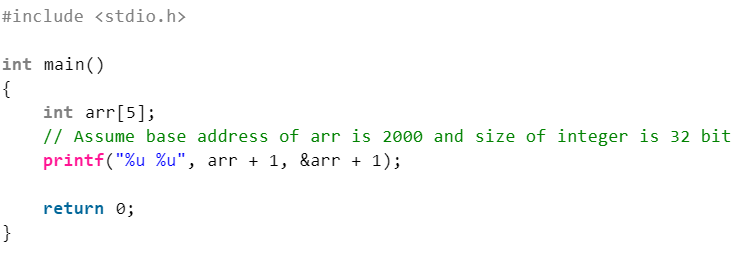 #include <stdio.h>
int main()
{
    int arr[5];
    // Assume base address of arr is 2000 and size of integer is 32 bit
    printf("%u %u", arr + 1, &arr + 1);
    return 0;
}